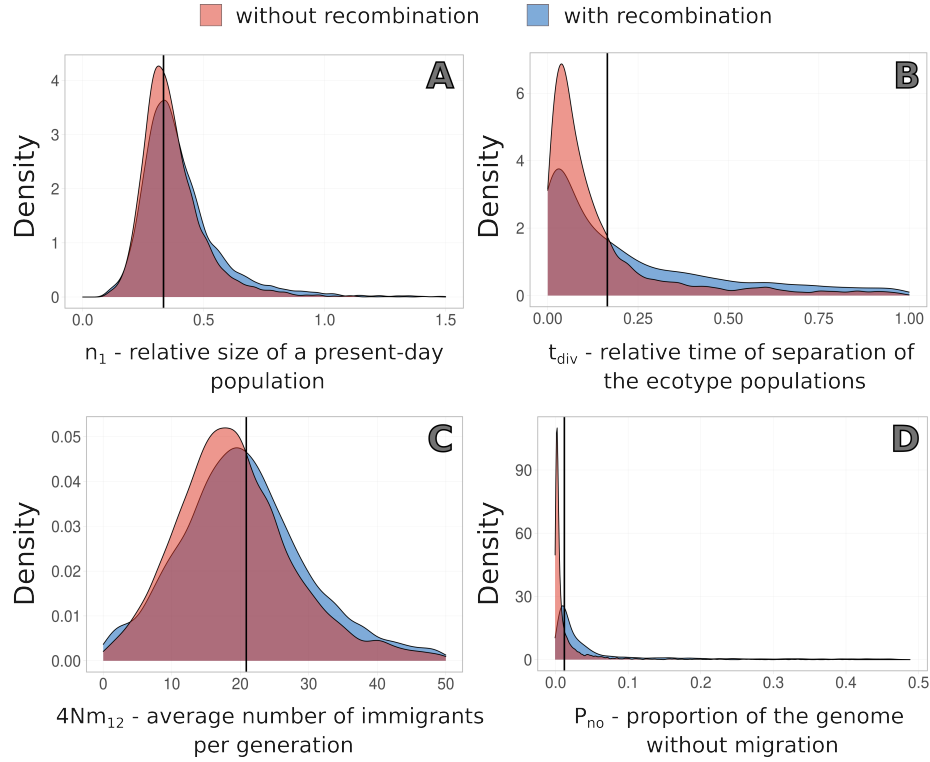 without recombination with recombination
A
Density
4
3
2
1
0
0.0 0.5 1.0 1.5
n₁ - relative size of a present-day
population
B
Density
6
4
2
0
0.00 0.25 0.50 0.75 1.00
t_div - relative time of separation of
the ecotype populations
C
Density
0.05
0.04
0.03
0.02
0.01
0.00
0 10 20 30 40 50
4Nm₁₂ - average number of immigrants
per generation
D
Density
90
60
30
0
0.0 0.1 0.2 0.3 0.4 0.5
P_no - proportion of the genome
without migration